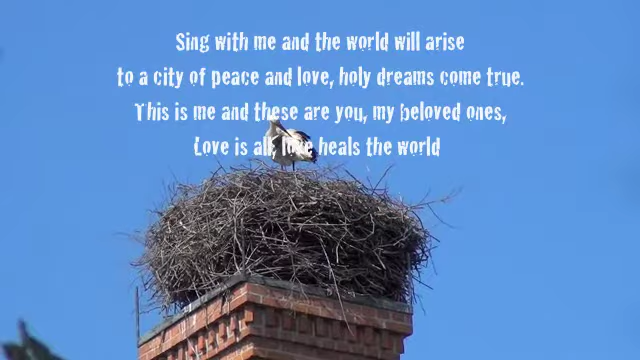 Sing with me and the world will arise
to a city of peace and love, holy dreams come true.
This is me and these are you, my beloved ones,
Love is all, love heals the world